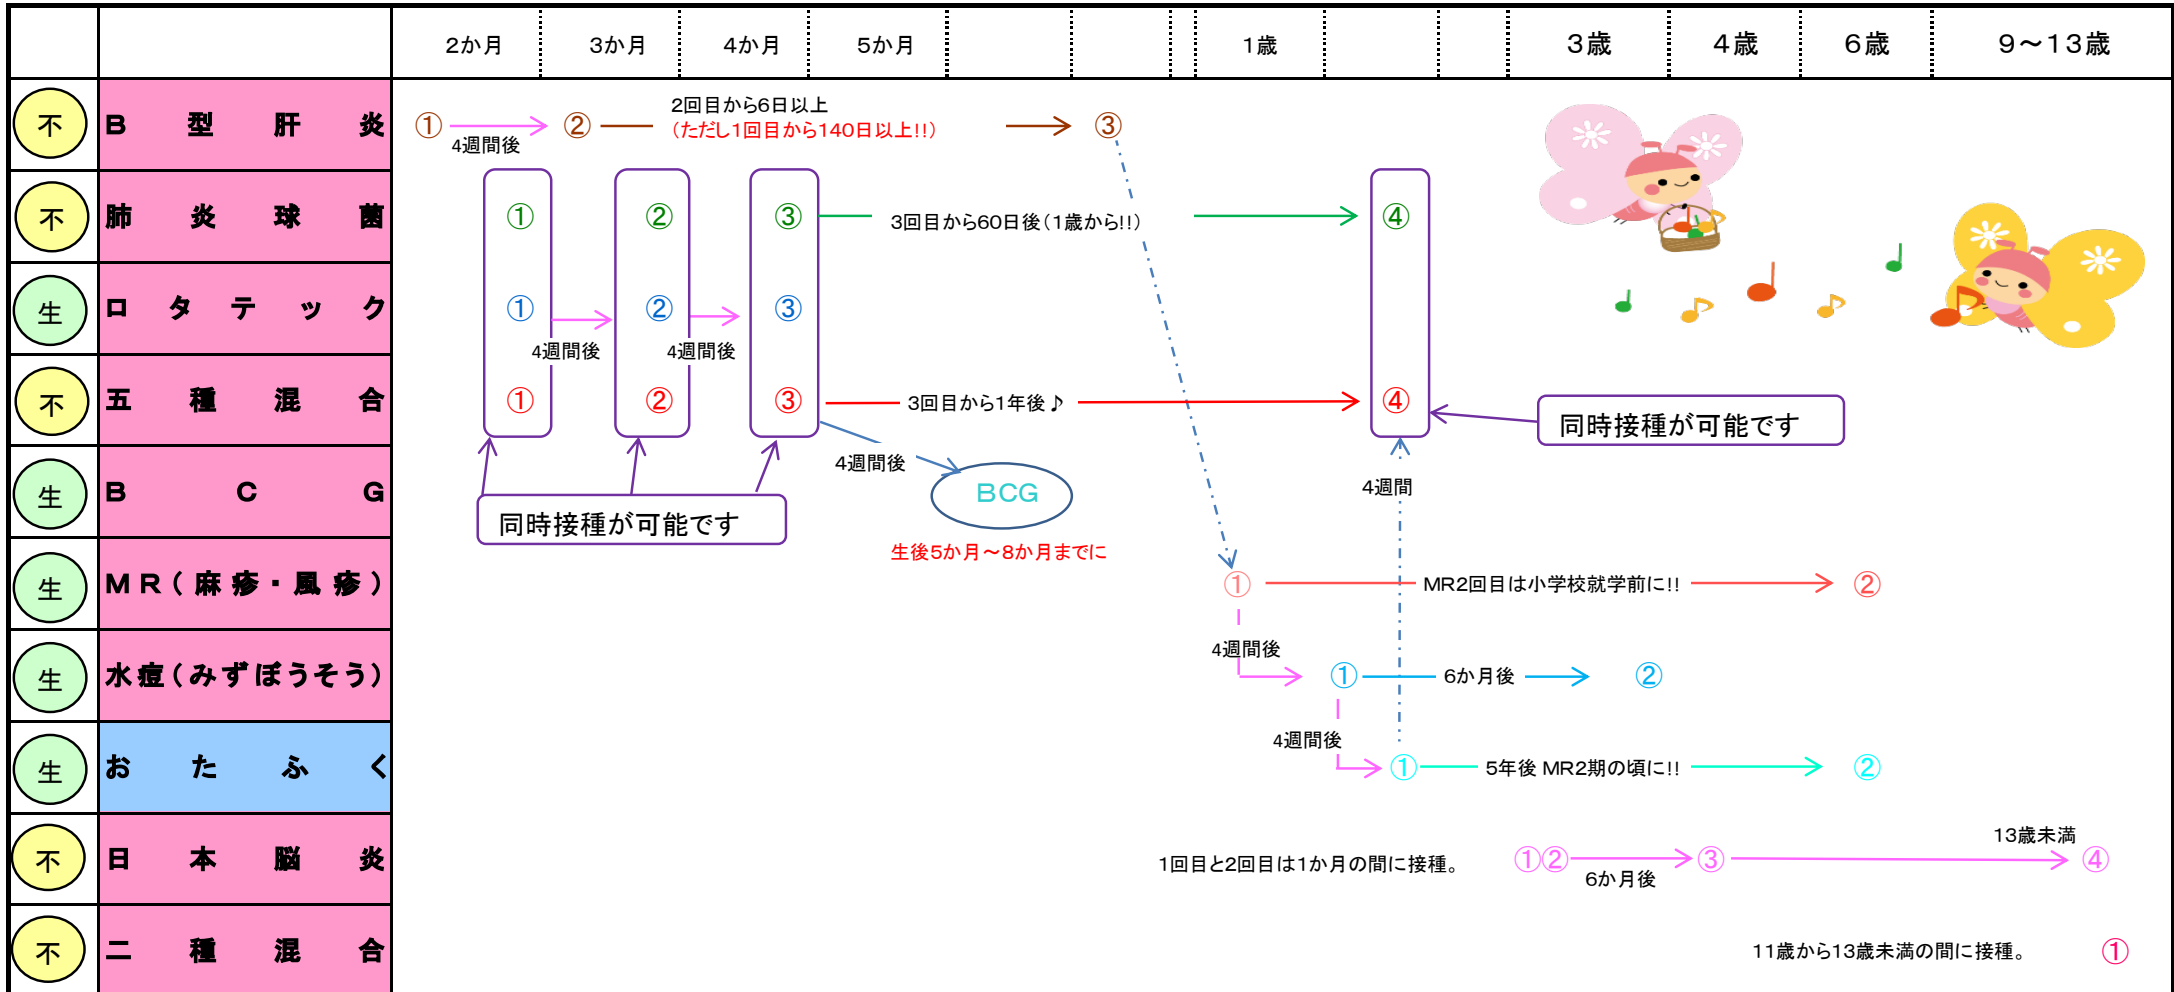 2か月 3か月 4か月 5か月 1歳 3歳 4歳 6歳 9～13歳
不 B型肝炎 ① 4週間後 ② 2回目から6日以上 ③
(ただし1回目から140日以上!!)
不 肺炎球菌 ① ② ③ 3回目から60日後(1歳から!!) ④
生 ロタテック ① 4週間後 ② 4週間後 ③
不 五種混合 ① ② ③ 3回目から1年後♪ ④
同時接種が可能です
4週間後
生 BCG
BCG
4週間
同時接種が可能です
生後5か月～8か月までに
生 MR(麻疹・風疹) ① MR2回目は小学校就学前に!! ②
4週間後
生 水痘(みずぼうそう) ① 6か月後 ②
4週間後
生 おたふく ① 5年後 MR2期の頃に!! ②
不 日本脳炎 1回目と2回目は1か月の間に接種。 ①② 6か月後 ③ 13歳未満 ④
不 二種混合 11歳から13歳未満の間に接種。 ①